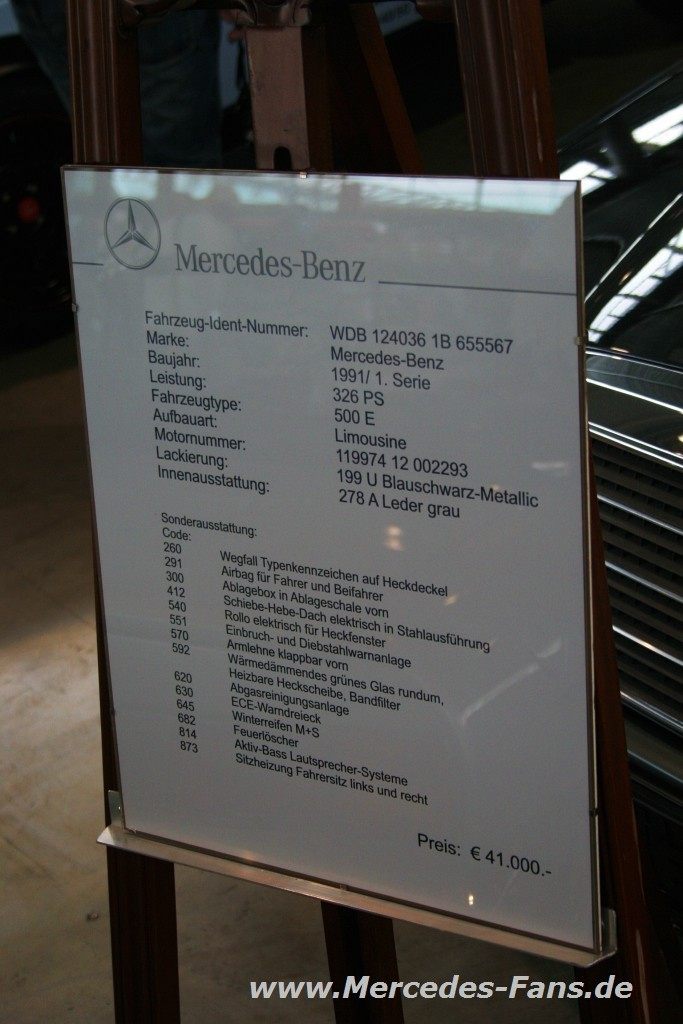 Mercedes-Benz
Fahrzeug-Ident-Nummer: WDB 124036 1B 655567
Marke: Mercedes-Benz
Baujahr: 1991/ 1. Serie
Leistung: 326 PS
Fahrzeugtype: 500 E
Aufbauart: Limousine
Motornummer: 119974 12 002293
Lackierung: 199 U Blauschwarz-Metallic
Innenausstattung: 278 A Leder grau
Sonderausstattung:
Code:
260 Wegfall Typenkennzeichen auf Heckdeckel
291 Airbag für Fahrer und Beifahrer
300 Ablagebox in Ablageschale vorn
412 Schiebe-Hebe-Dach elektrisch in Stahlausführung
540 Rollo elektrisch für Heckfenster
551 Einbruch- und Diebstahlwarnanlage
570 Armlehne klappbar vorn
592 Wärmedämmendes grünes Glas rundum,
Heizbare Heckscheibe, Bandfilter
620 Abgasreinigungsanlage
630 ECE-Warndreieck
645 Winterreifen M+S
682 Feuerlöscher
814 Aktiv-Bass Lautsprecher-Systeme
873 Sitzheizung Fahrersitz links und recht
Preis: € 41.000.-
www.Mercedes-Fans.de